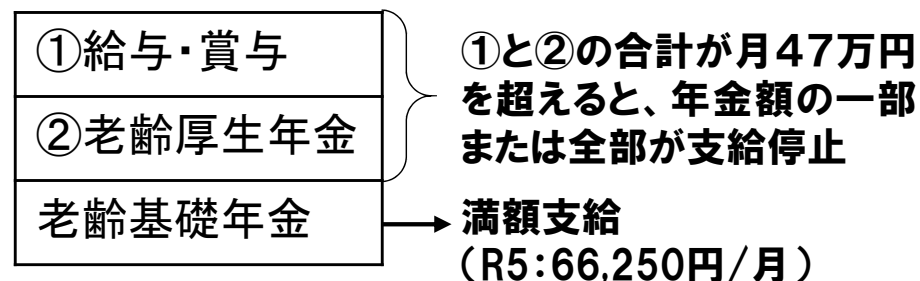 ①給与・賞与
②老齢厚生年金
老齢基礎年金
①と②の合計が月47万円
を超えると、年金額の一部
または全部が支給停止
満額支給
(R5:66,250円/月)